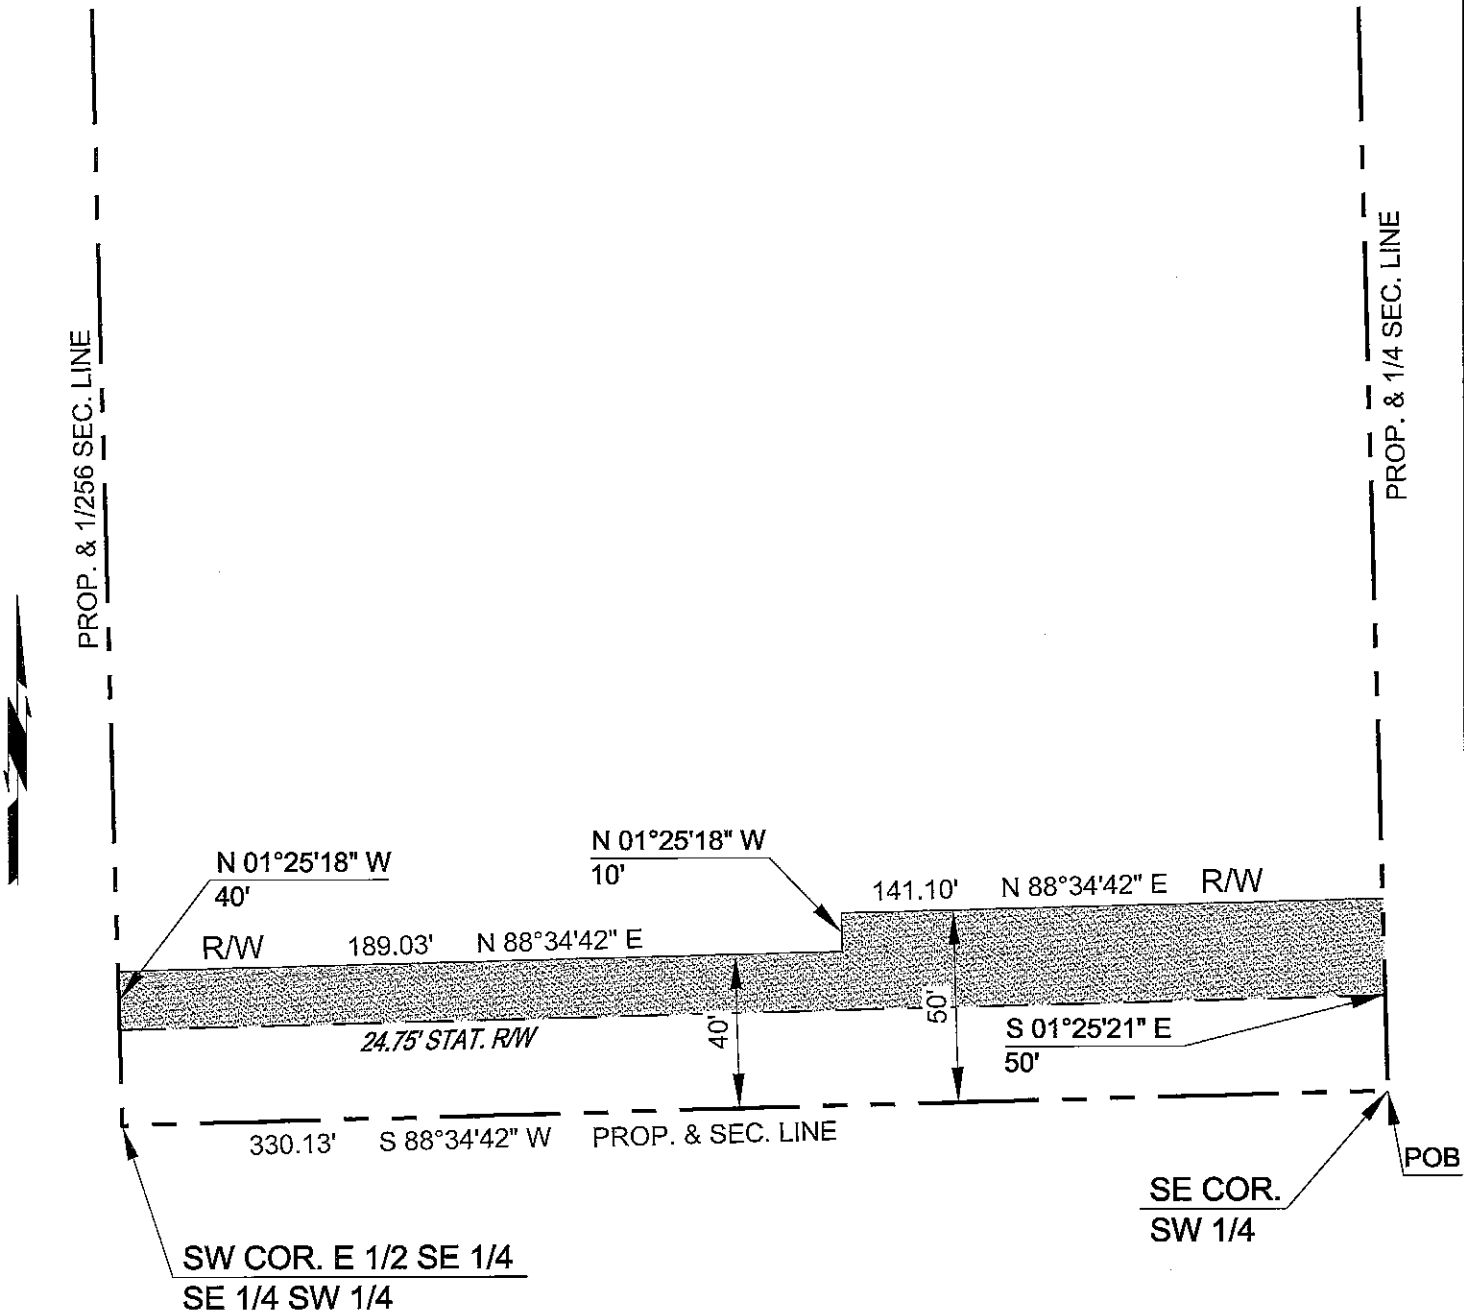 PROP. & 1/256 SEC. LINE
PROP. & 1/4 SEC. LINE
N 01°25'18" W
40'
N 01°25'18" W
10'
141.10' N 88°34'42" E R/W
R/W 189.03' N 88°34'42" E
24.75' STAT. R/W
40'
50'
S 01°25'21" E
50'
330.13' S 88°34'42" W PROP. & SEC. LINE
POB
SE COR.
SW 1/4
SW COR. E 1/2 SE 1/4
SE 1/4 SW 1/4